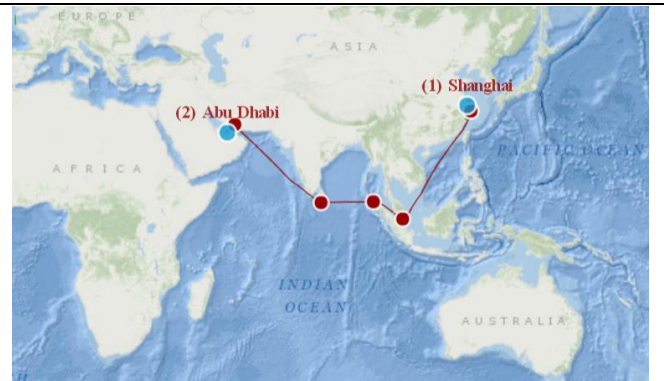 EUROPE
ASIA
(1) Shanghai
(2) Abu Dhabi
PACIFIC OCEAN
AFRICA
INDIAN
OCEAN
AUSTRALIA